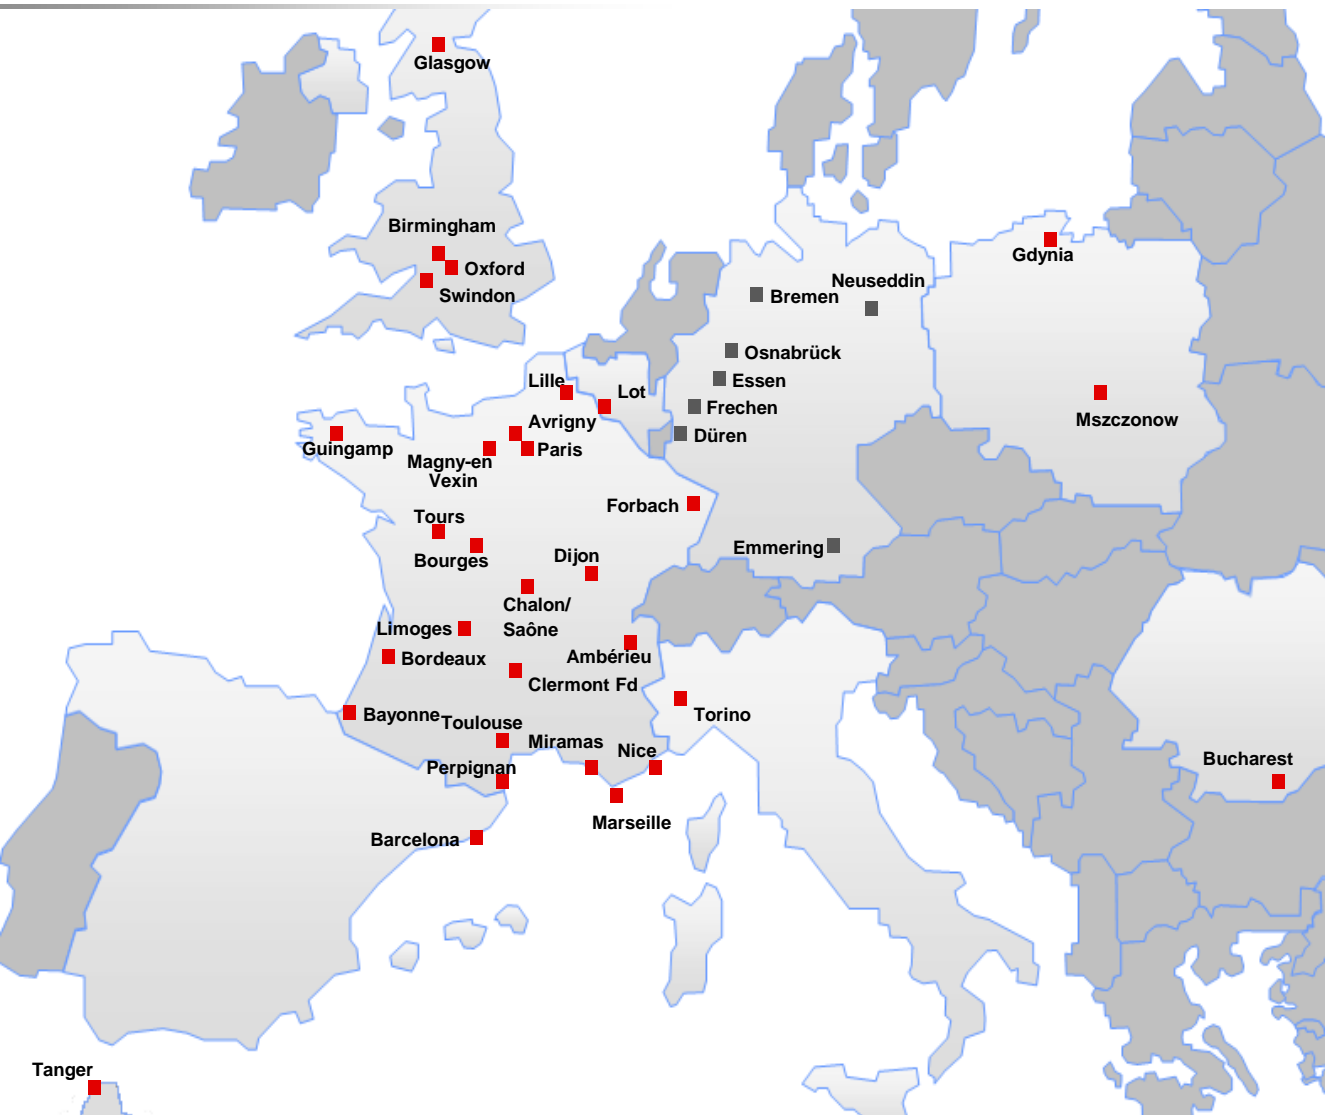 Glasgow
Birmingham
Oxford
Swindon
Gdynia
Neuseddin
Bremen
Osnabrück
Essen
Frechen
Düren
Lille
Lot
Avrigny
Paris
Magny-en
Vexin
Guingamp
Mszczonow
Forbach
Tours
Bourges
Dijon
Emmering
Chalon/
Saône
Limoges
Bordeaux
Ambérieu
Clermont Fd
Torino
Bayonne
Toulouse
Miramas
Nice
Perpignan
Bucharest
Marseille
Barcelona
Tanger